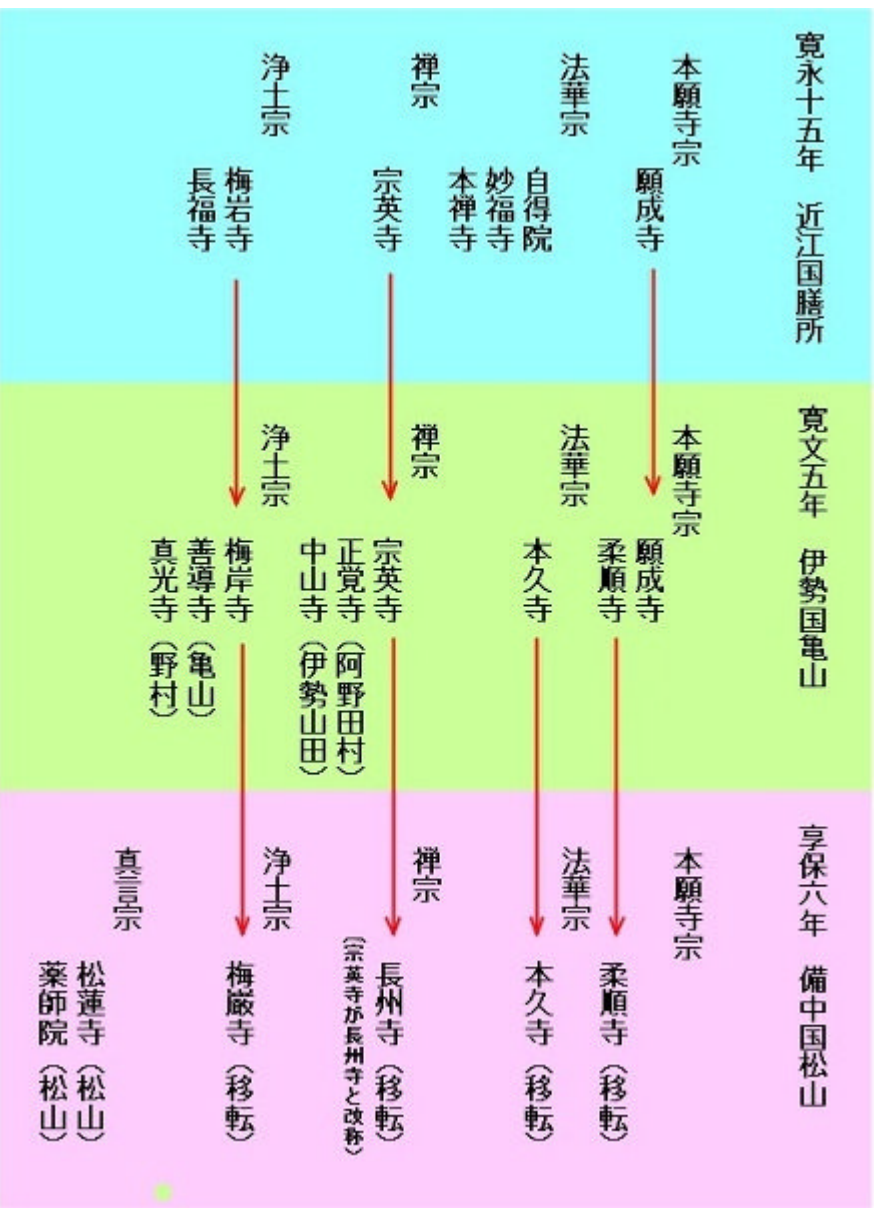 寛永十五年　近江国膳所
本願寺宗
願成寺
法華宗
自得院
妙福寺
本禅寺
禅宗
宗英寺
浄土宗
梅岩寺
長福寺
寛文五年　伊勢国亀山
本願寺宗
願成寺
柔順寺
法華宗
本久寺
禅宗
宗英寺
正覚寺（阿野田村）
中山寺（伊勢山田）
浄土宗
梅岸寺
善導寺（亀山）
真光寺（野村）
享保六年　備中国松山
本願寺宗
柔順寺（移転）
法華宗
本久寺（移転）
禅宗
長州寺（移転）
（宗英寺が長州寺と改称）
浄土宗
梅巌寺（移転）
真言宗
松蓮寺（松山）
薬師院（松山）